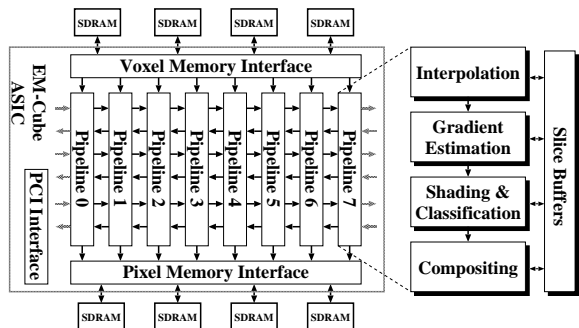 SDRAM
SDRAM
SDRAM
SDRAM
EM-Cube
ASIC
Voxel Memory Interface
Pipeline 0
Pipeline 1
Pipeline 2
Pipeline 3
Pipeline 4
Pipeline 5
Pipeline 6
Pipeline 7
PCI Interface
Pixel Memory Interface
SDRAM
SDRAM
SDRAM
SDRAM
Interpolation
Gradient
Estimation
Shading &
Classification
Compositing
Slice Buffers